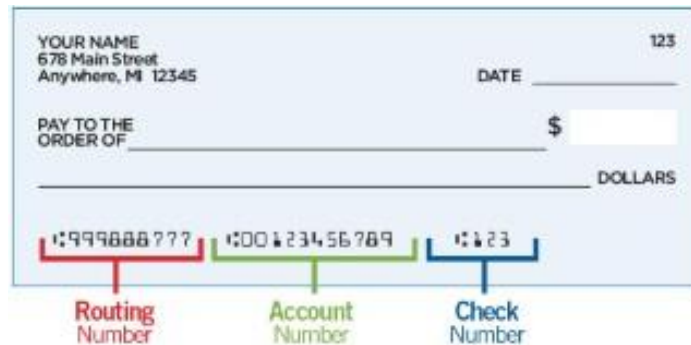 YOUR NAME 123
678 Main Street
Anywhere, MI 12345 DATE
PAY TO THE
ORDER OF $
DOLLARS
⑆999888777 ⑆00123456789 ⑆123
Routing Account Check
Number Number Number